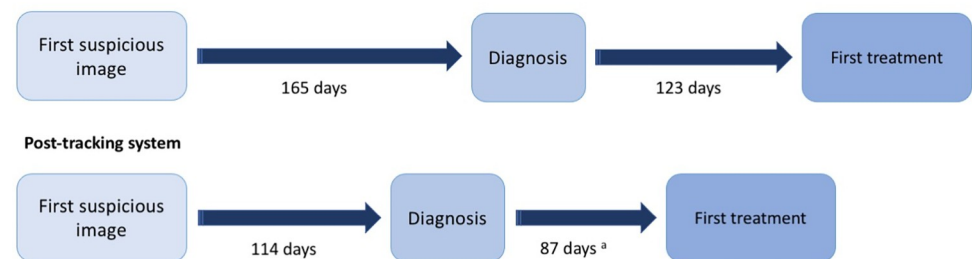 First suspicious
image
165 days
Diagnosis
123 days
First treatment
Post-tracking system
First suspicious
image
114 days
Diagnosis
87 days ᵃ
First treatment